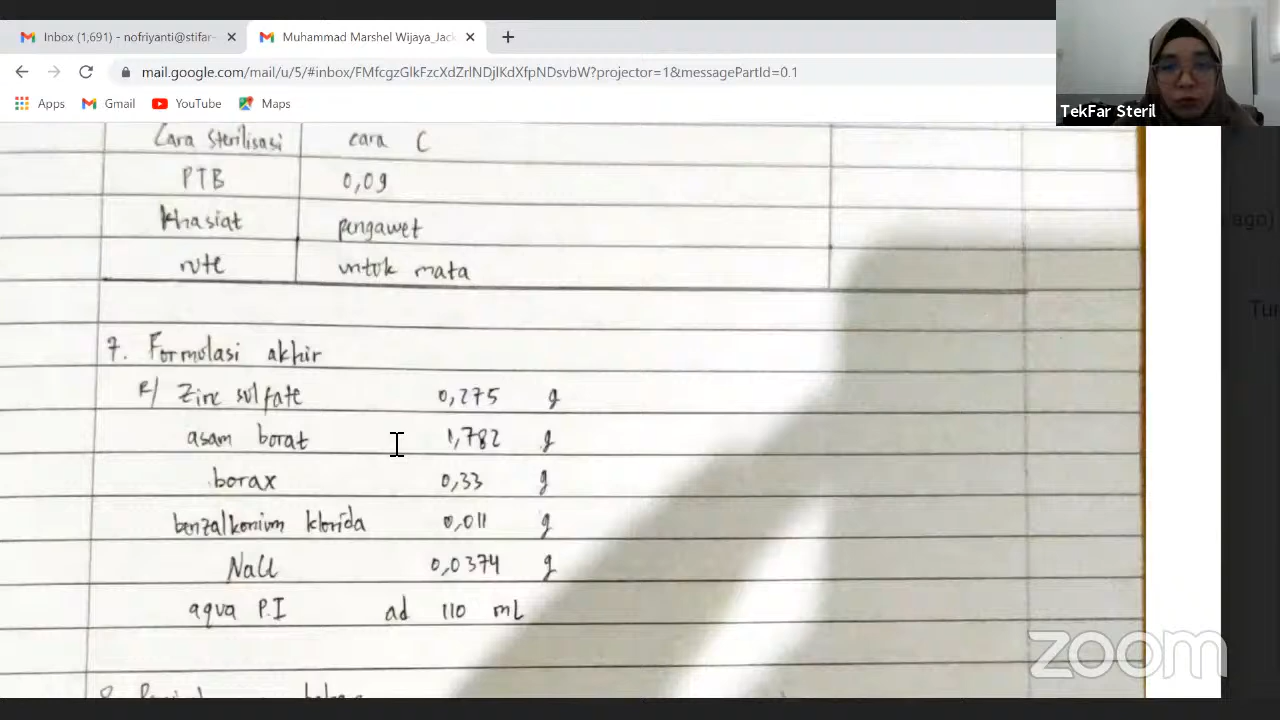 Inbox (1,691) - nofriyanti@stifar-
Muhammad Marshel Wijaya_Jack
mail.google.com/mail/u/5/#inbox/FMfcgzGlkFzcXdZnNDjlKdXfpNDsvbW?projector=1&messagePartId=0.1
Apps Gmail YouTube Maps
TekFar Steril
Cara Sterilisasi cara C
PTB 0,09
ago)
khasiat pengawet
rute untuk mata
Tu
7. Formulasi akhir
R/ Zinc sulfate 0,275 g
asam borat 1,782 g
borax 0,33 g
benzalkonium klorida 0,011 g
NaCl 0,0374 g
aqua P.I ad 110 mL
zoom